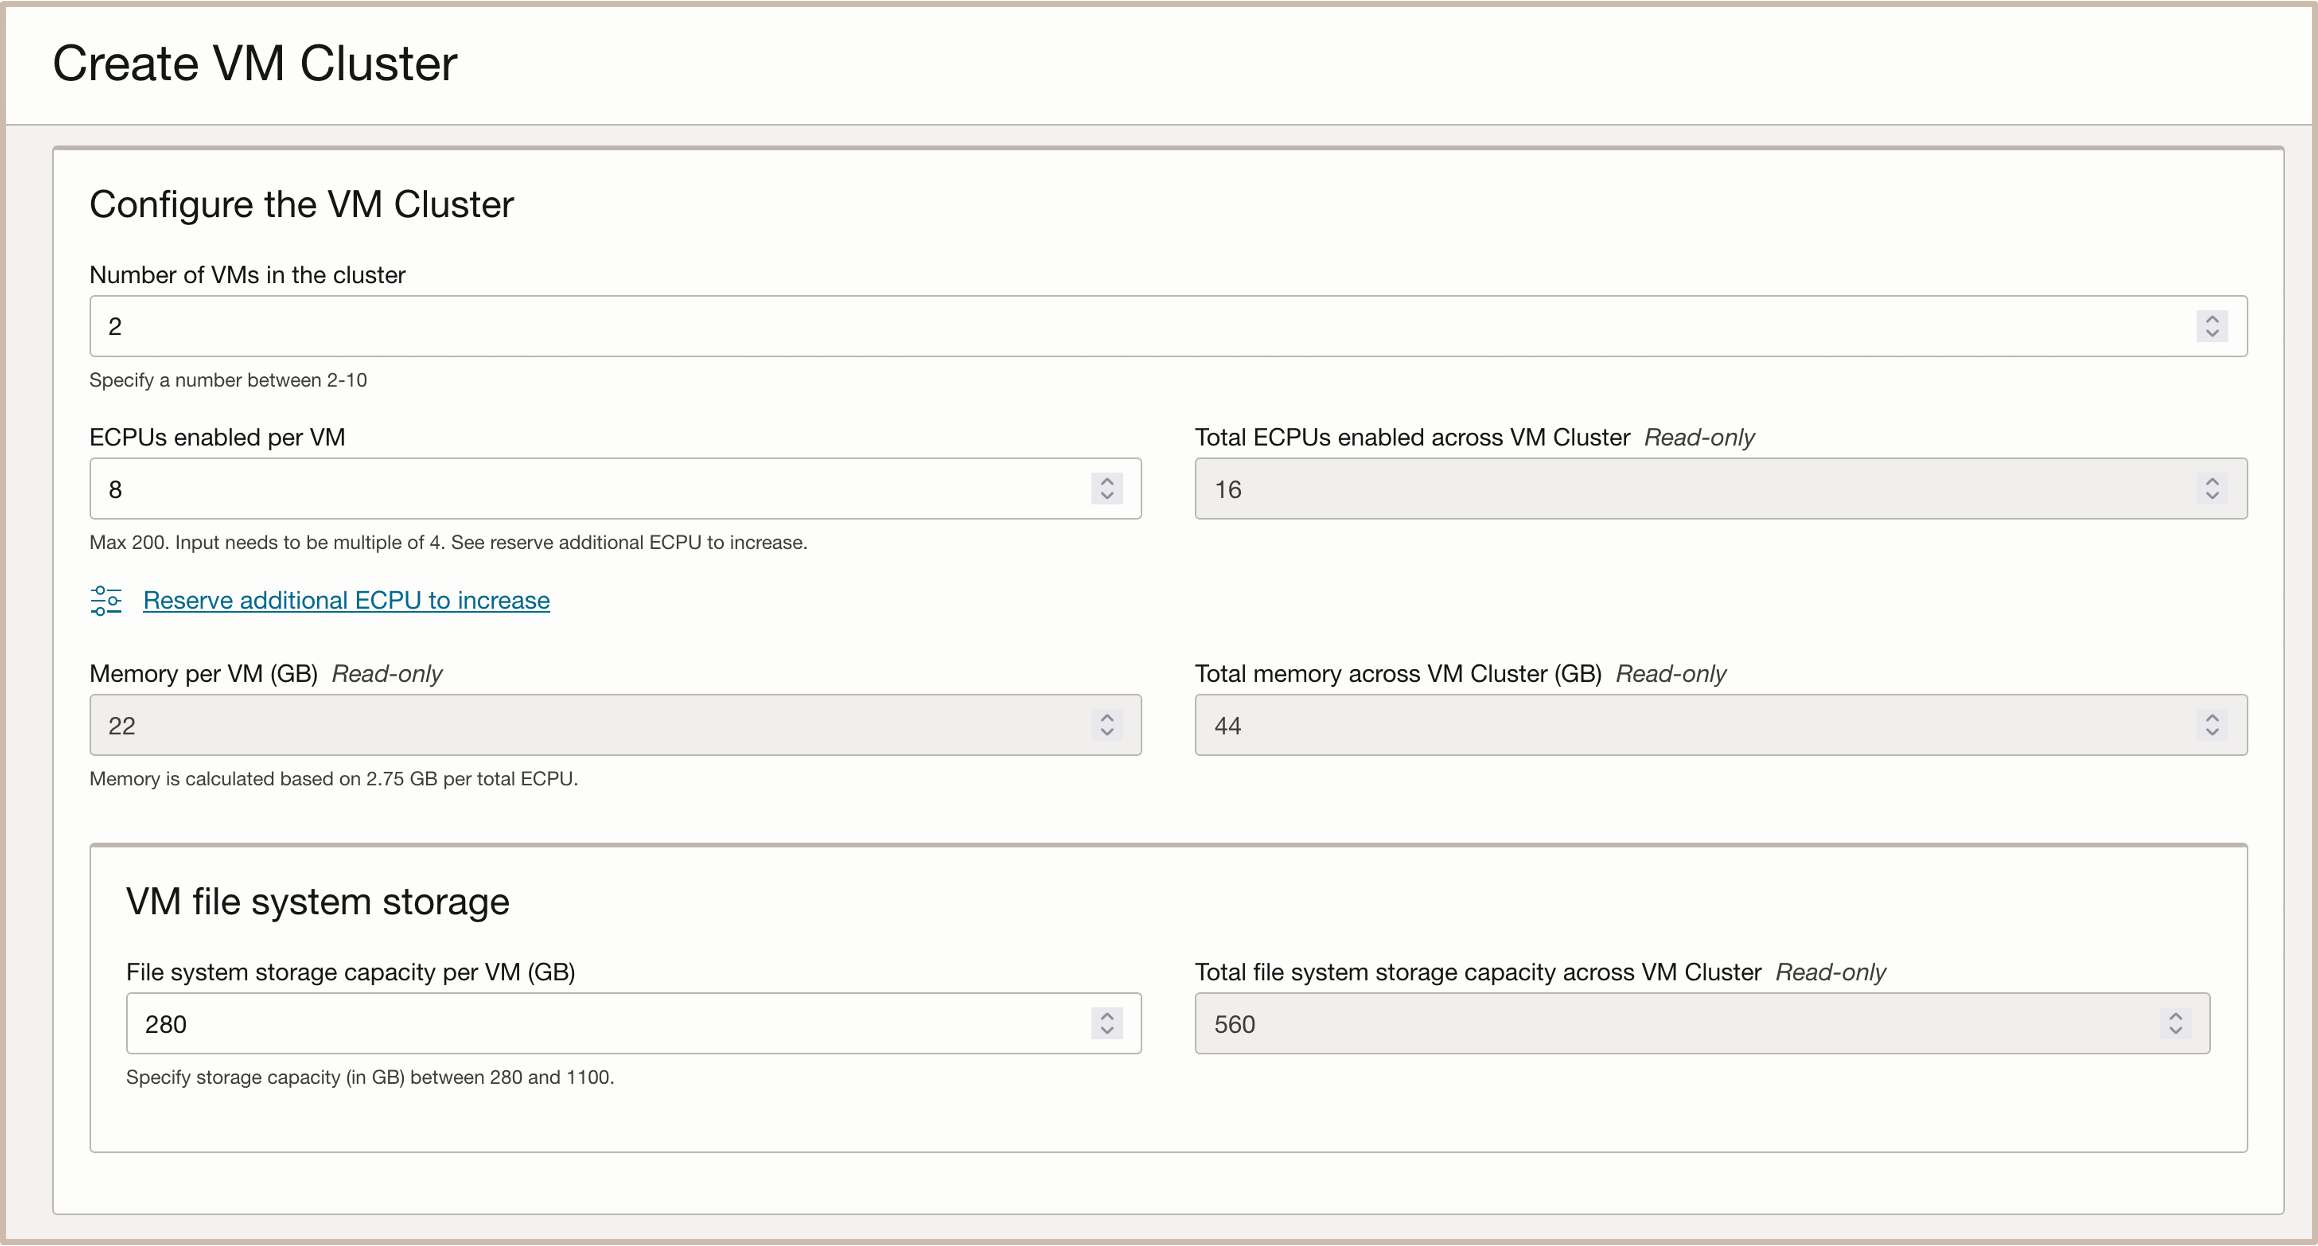 Create VM Cluster
Configure the VM Cluster
Number of VMs in the cluster
2
Specify a number between 2-10
ECPUs enabled per VM
8
Max 200. Input needs to be multiple of 4. See reserve additional ECPU to increase.
Total ECPUs enabled across VM Cluster Read-only
16
Reserve additional ECPU to increase
Memory per VM (GB) Read-only
22
Memory is calculated based on 2.75 GB per total ECPU.
Total memory across VM Cluster (GB) Read-only
44
VM file system storage
File system storage capacity per VM (GB)
280
Specify storage capacity (in GB) between 280 and 1100.
Total file system storage capacity across VM Cluster Read-only
560